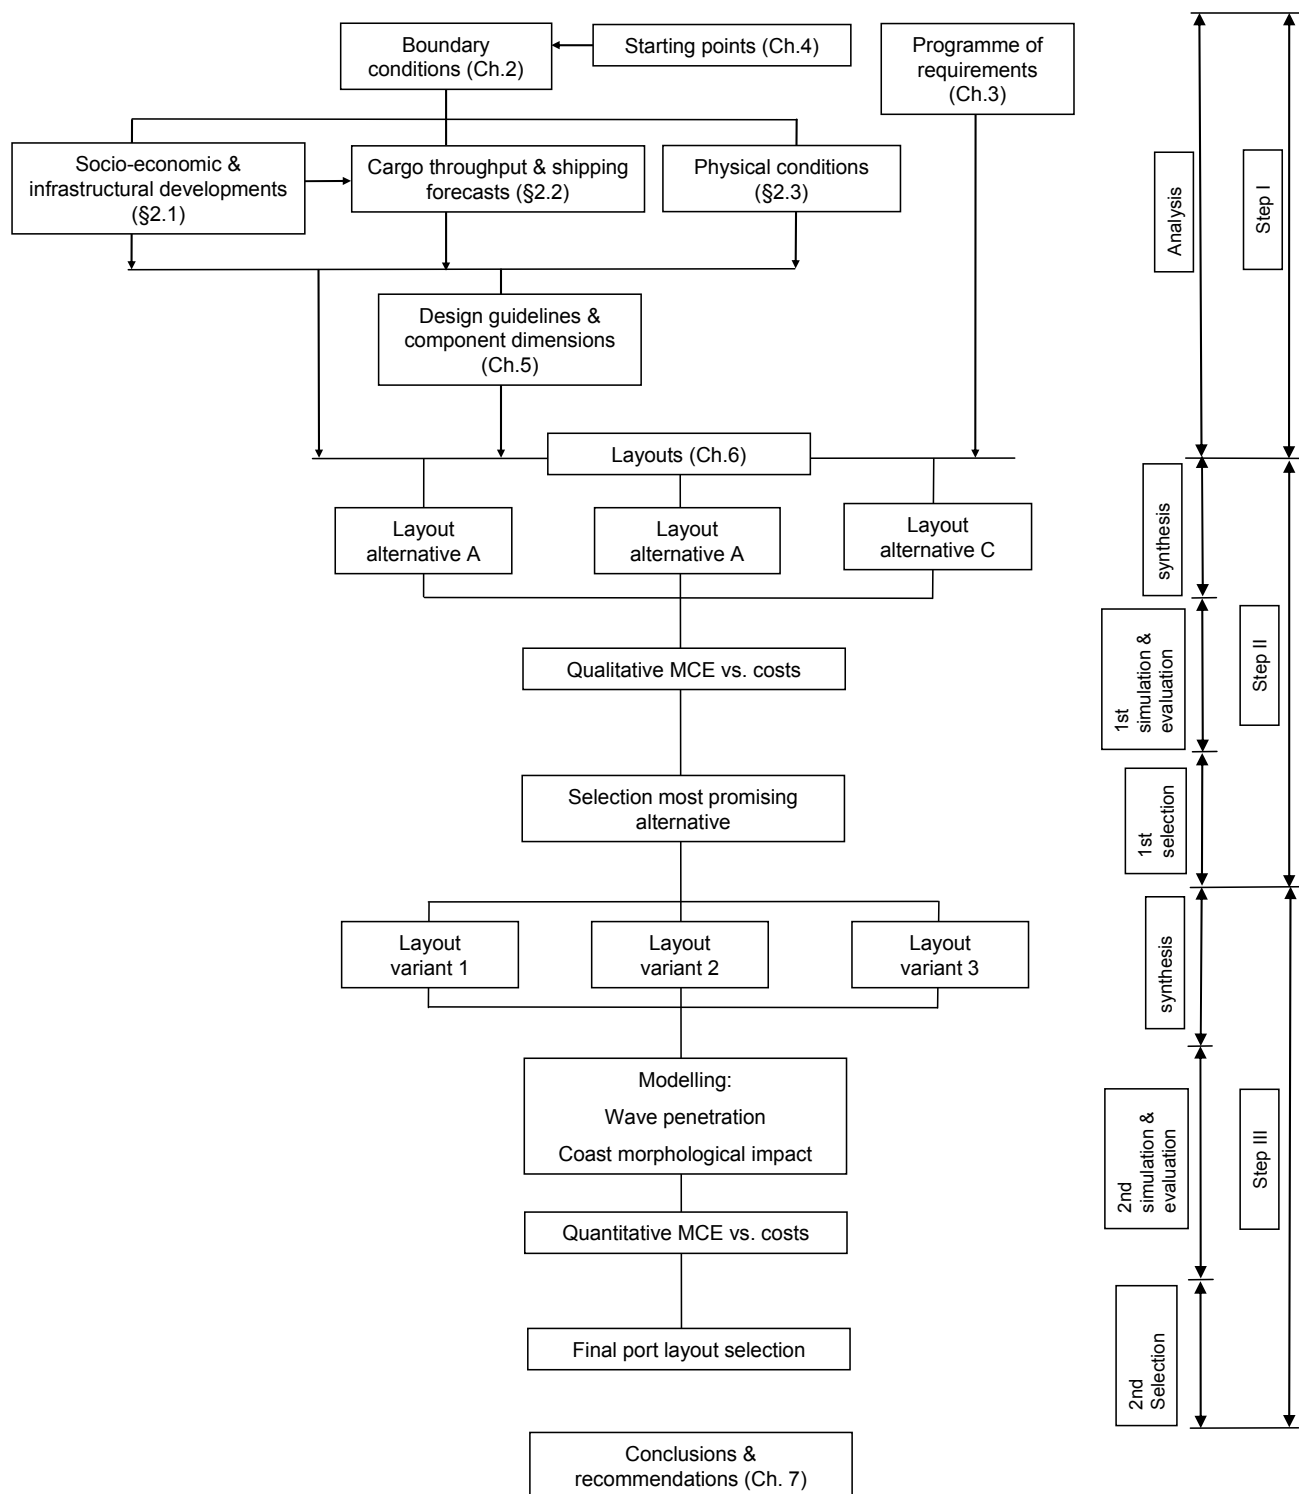 Boundary
conditions (Ch.2)
Starting points (Ch.4)
Programme of
requirements
(Ch.3)
Socio-economic &
infrastructural developments
(§2.1)
Cargo throughput & shipping
forecasts (§2.2)
Physical conditions
(§2.3)
Analysis
Step I
Design guidelines &
component dimensions
(Ch.5)
Layouts (Ch.6)
Layout
alternative A
Layout
alternative A
Layout
alternative C
synthesis
Qualitative MCE vs. costs
1st
simulation &
evaluation
Step II
Selection most promising
alternative
1st
selection
Layout
variant 1
Layout
variant 2
Layout
variant 3
synthesis
Modelling:
Wave penetration
Coast morphological impact
2nd
simulation &
evaluation
Step III
Quantitative MCE vs. costs
Final port layout selection
2nd
Selection
Conclusions &
recommendations (Ch. 7)